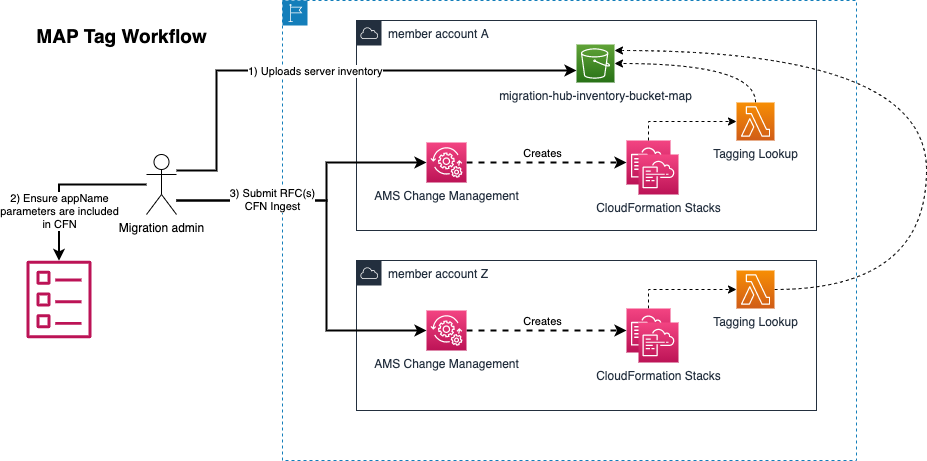 MAP Tag Workflow
member account A
1) Uploads server inventory
migration-hub-inventory-bucket-map
Tagging Lookup
Creates
AMS Change Management
CloudFormation Stacks
2) Ensure appName
parameters are included
in CFN
3) Submit RFC(s)
CFN Ingest
Migration admin
member account Z
Tagging Lookup
Creates
AMS Change Management
CloudFormation Stacks